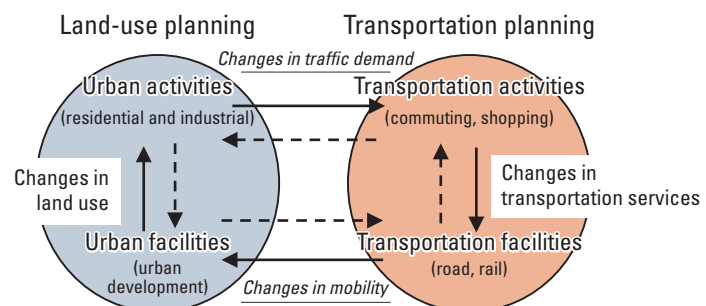 Land-use planning
Transportation planning
Changes in traffic demand
Urban activities
(residential and industrial)
Transportation activities
(commuting, shopping)
Changes in
land use
Changes in
transportation services
Urban facilities
(urban
development)
Transportation facilities
(road, rail)
Changes in mobility